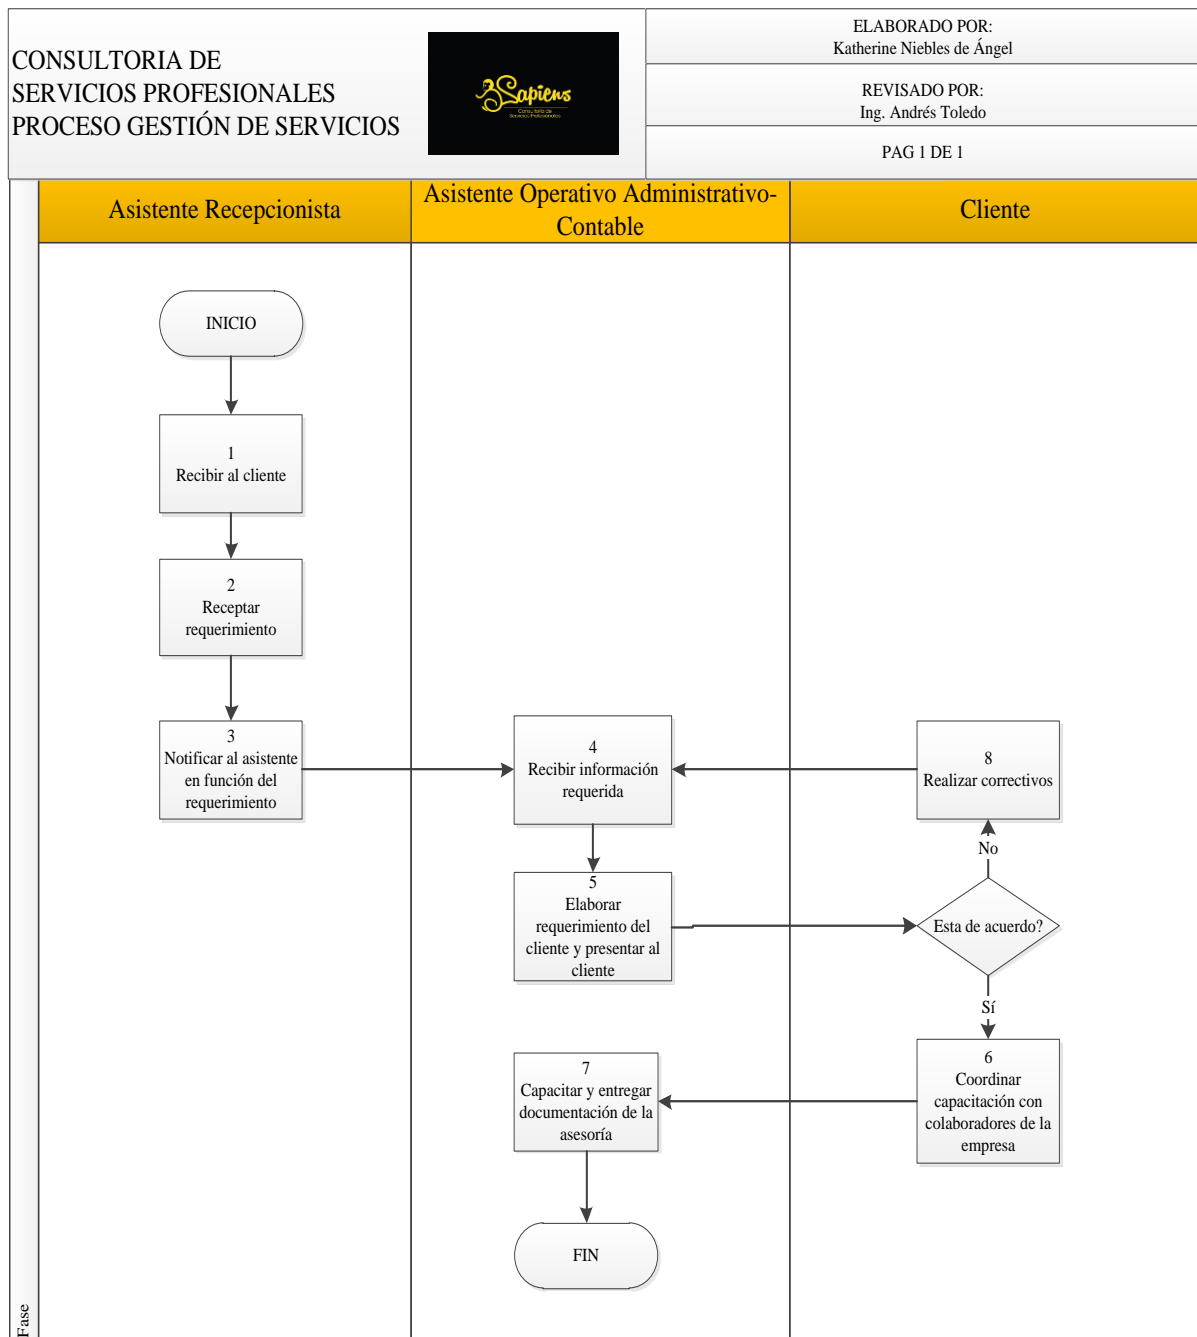 CONSULTORIA DE
SERVICIOS PROFESIONALES
PROCESO GESTIÓN DE SERVICIOS
Sapiens
Consultoría de
Servicios Profesionales
ELABORADO POR:
Katherine Niebles de Ángel
REVISADO POR:
Ing. Andrés Toledo
PAG 1 DE 1
Asistente Recepcionista
Asistente Operativo Administrativo-
Contable
Cliente
INICIO
1
Recibir al cliente
2
Receptar
requerimiento
3
Notificar al asistente
en función del
requerimiento
4
Recibir información
requerida
8
Realizar correctivos
No
5
Elaborar
requerimiento del
cliente y presentar al
cliente
Esta de acuerdo?
Sí
7
Capacitar y entregar
documentación de la
asesoría
6
Coordinar
capacitación con
colaboradores de la
empresa
FIN
Fase